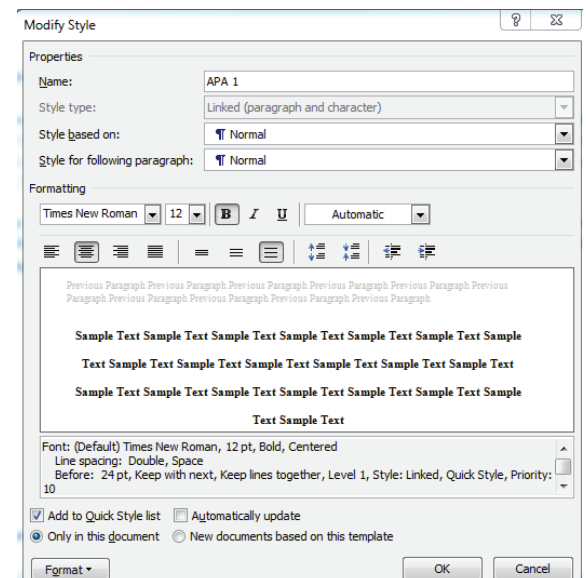 Modify Style
Properties
Name: APA 1
Style type: Linked (paragraph and character)
Style based on: ¶ Normal
Style for following paragraph: ¶ Normal
Formatting
Times New Roman 12 B I U Automatic
Previous Paragraph Previous Paragraph Previous Paragraph Previous Paragraph Previous Paragraph Previous
Paragraph Previous Paragraph Previous Paragraph Previous Paragraph Previous Paragraph
Sample Text Sample Text Sample Text Sample Text Sample Text Sample Text Sample
Text Sample Text Sample Text Sample Text Sample Text Sample Text Sample Text
Sample Text Sample Text Sample Text Sample Text Sample Text Sample Text Sample
Text Sample Text
Font: (Default) Times New Roman, 12 pt, Bold, Centered
Line spacing: Double, Space
Before: 24 pt, Keep with next, Keep lines together, Level 1, Style: Linked, Quick Style, Priority:
10
Add to Quick Style list Automatically update
Only in this document New documents based on this template
Format OK Cancel